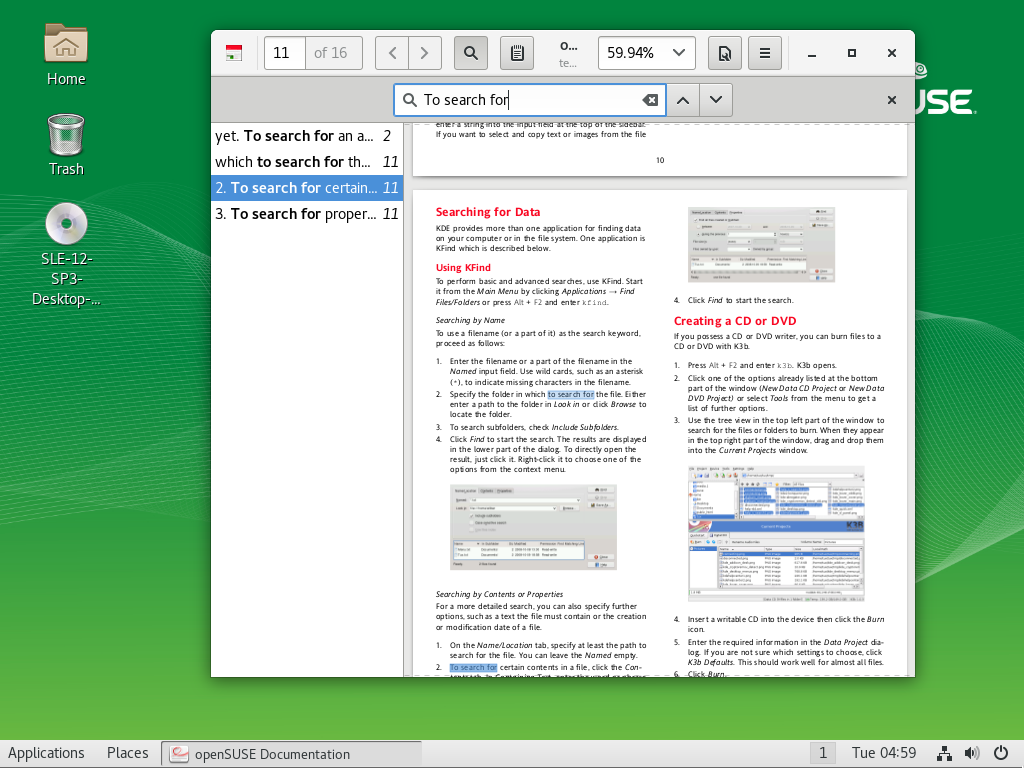 Home
Trash
SLE-12-
SP3-
Desktop-...
11
of 16
o...
te...
59.94%
To search for
yet. To search for an a... 2
which to search for th... 11
2. To search for certain... 11
3. To search for proper... 11
enter a string into the input field at the top of the sidebar.
If you want to select and copy text or images from the file
10
Searching for Data
KDE provides more than one application for finding data
on your computer or in the file system. One application is
KFind which is described below.
Using KFind
To perform basic and advanced searches, use KFind. Start
it from the Main Menu by clicking Applications → Find
Files/Folders or press Alt + F2 and enter kfind.
Searching by Name
To use a filename (or a part of it) as the search keyword,
proceed as follows:
1. Enter the filename or a part of the filename in the
Named input field. Use wild cards, such as an asterisk
(*), to indicate missing characters in the filename.
2. Specify the folder in which to search for the file. Either
enter a path to the folder in Look in or click Browse to
locate the folder.
3. To search subfolders, check Include Subfolders.
4. Click Find to start the search. The results are displayed
in the lower part of the dialog. To directly open the
result, just click it. Right-click it to choose one of the
options from the context menu.
Searching by Contents or Properties
For a more detailed search, you can also specify further
options, such as a text the file must contain or the creation
or modification date of a file.
1. On the Name/Location tab, specify at least the path to
search for the file. You can leave the Named empty.
2. To search for certain contents in a file, click the Con-
4. Click Find to start the search.
Creating a CD or DVD
If you possess a CD or DVD writer, you can burn files to a
CD or DVD with K3b.
1. Press Alt + F2 and enter k3b. K3b opens.
2. Click one of the options already listed at the bottom
part of the window (New Data CD Project or New Data
DVD Project) or select Tools from the menu to get a
list of further options.
3. Use the tree view in the top left part of the window to
search for the files or folders to burn. When they appear
in the top right part of the window, drag and drop them
into the Current Projects window.
Current Projects
4. Insert a writable CD into the device then click the Burn
icon.
5. Enter the required information in the Data Project dia-
log. If you are not sure which settings to choose, click
K3b Defaults. This should work well for almost all files.
6. Click Burn.
USE
Applications
Places
openSUSE Documentation
1
Tue 04:59